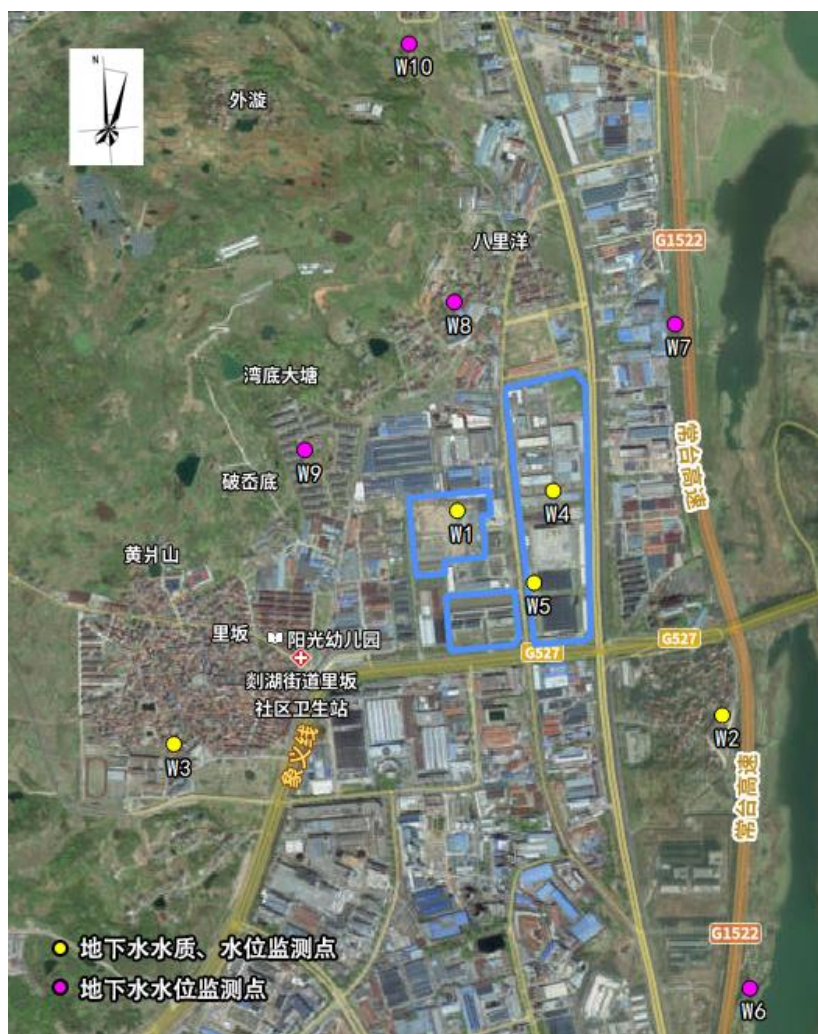 W10
N
外漩
G1522
八里洋
W8
W7
湾底大塘
常台高速
W9
破岙底
W4
W1
黄爿山
W5
里坂
阳光幼儿园
G527
G527
剡湖街道里坂
社区卫生站
W2
象义线
W3
常台高速
G1522
地下水水质、水位监测点
地下水水位监测点
W6